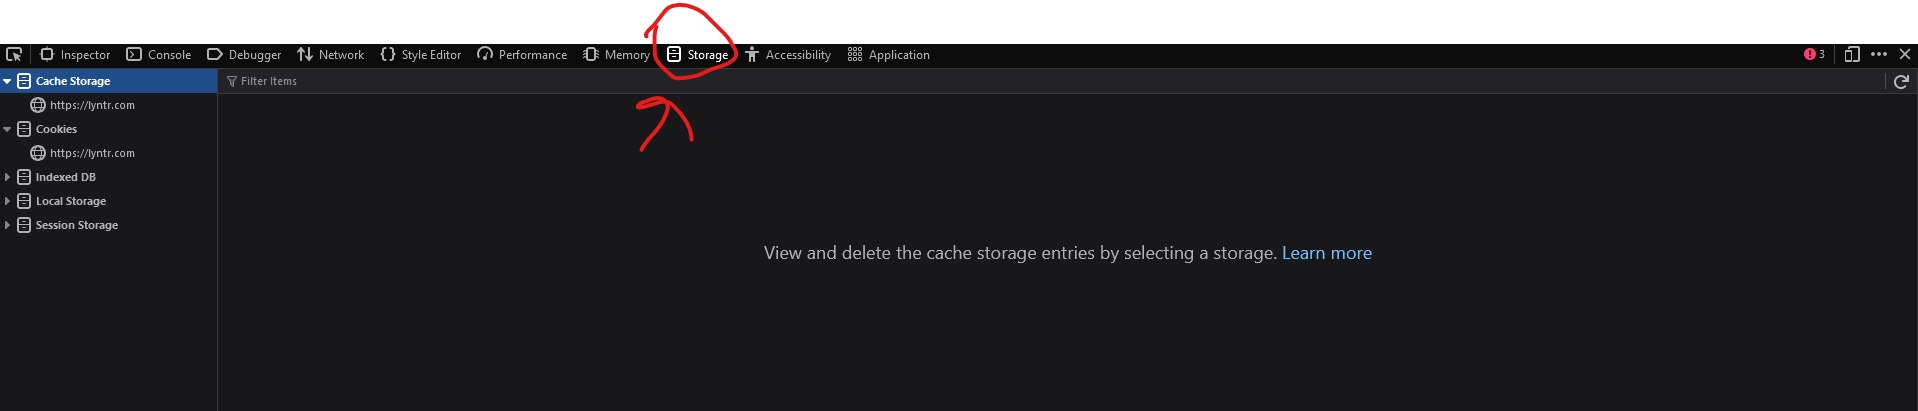 Inspector Console Debugger Network Style Editor Performance Memory Storage Accessibility Application 3
Cache Storage
Filter Items
https://lyntr.com
Cookies
https://lyntr.com
Indexed DB
Local Storage
Session Storage
View and delete the cache storage entries by selecting a storage. Learn more